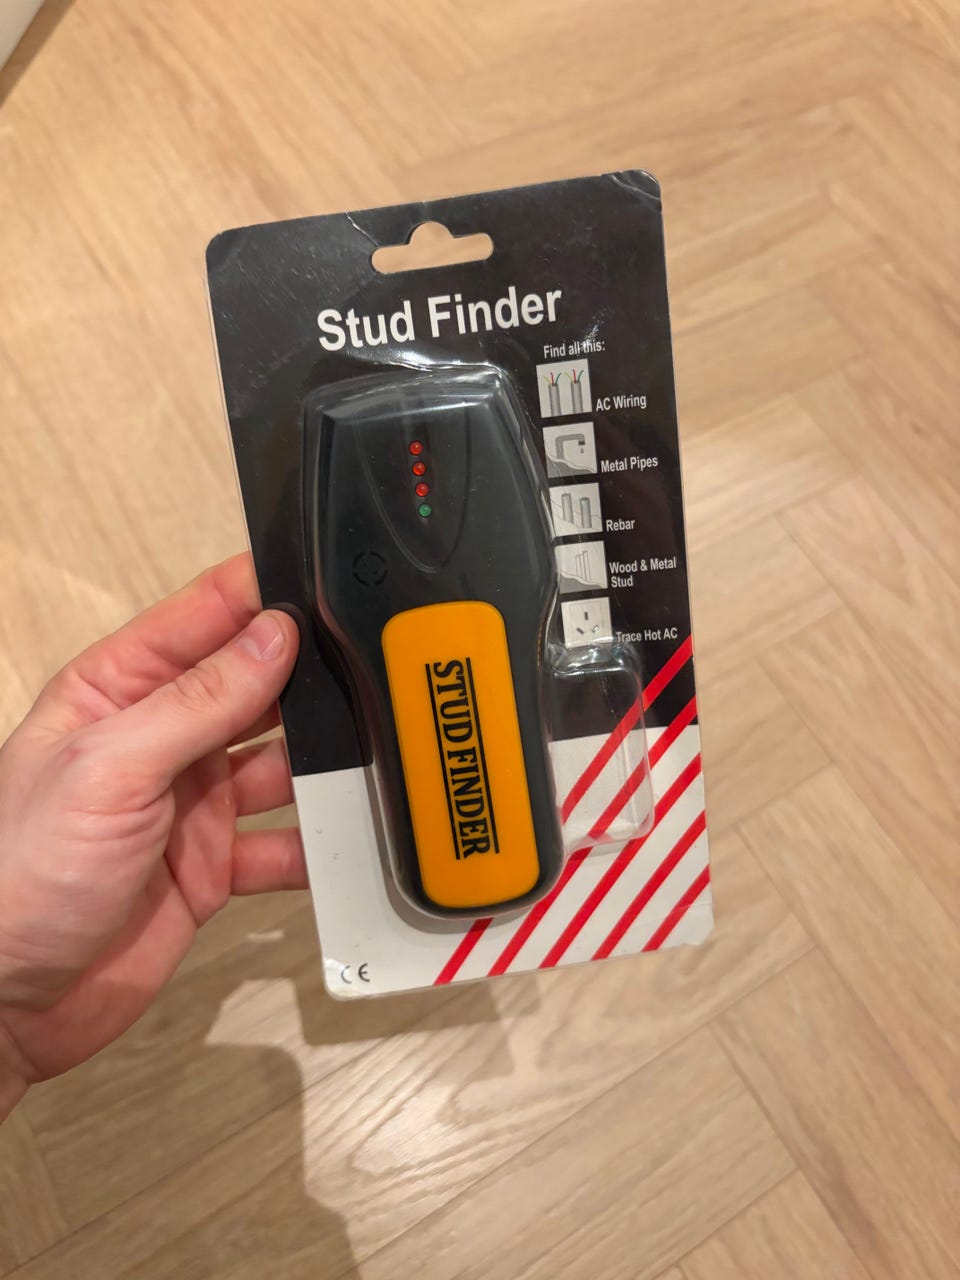 Stud Finder
Find all this:
AC Wiring
Metal Pipes
Rebar
Wood & Metal
Stud
Trace Hot AC
STUD FINDER
CE